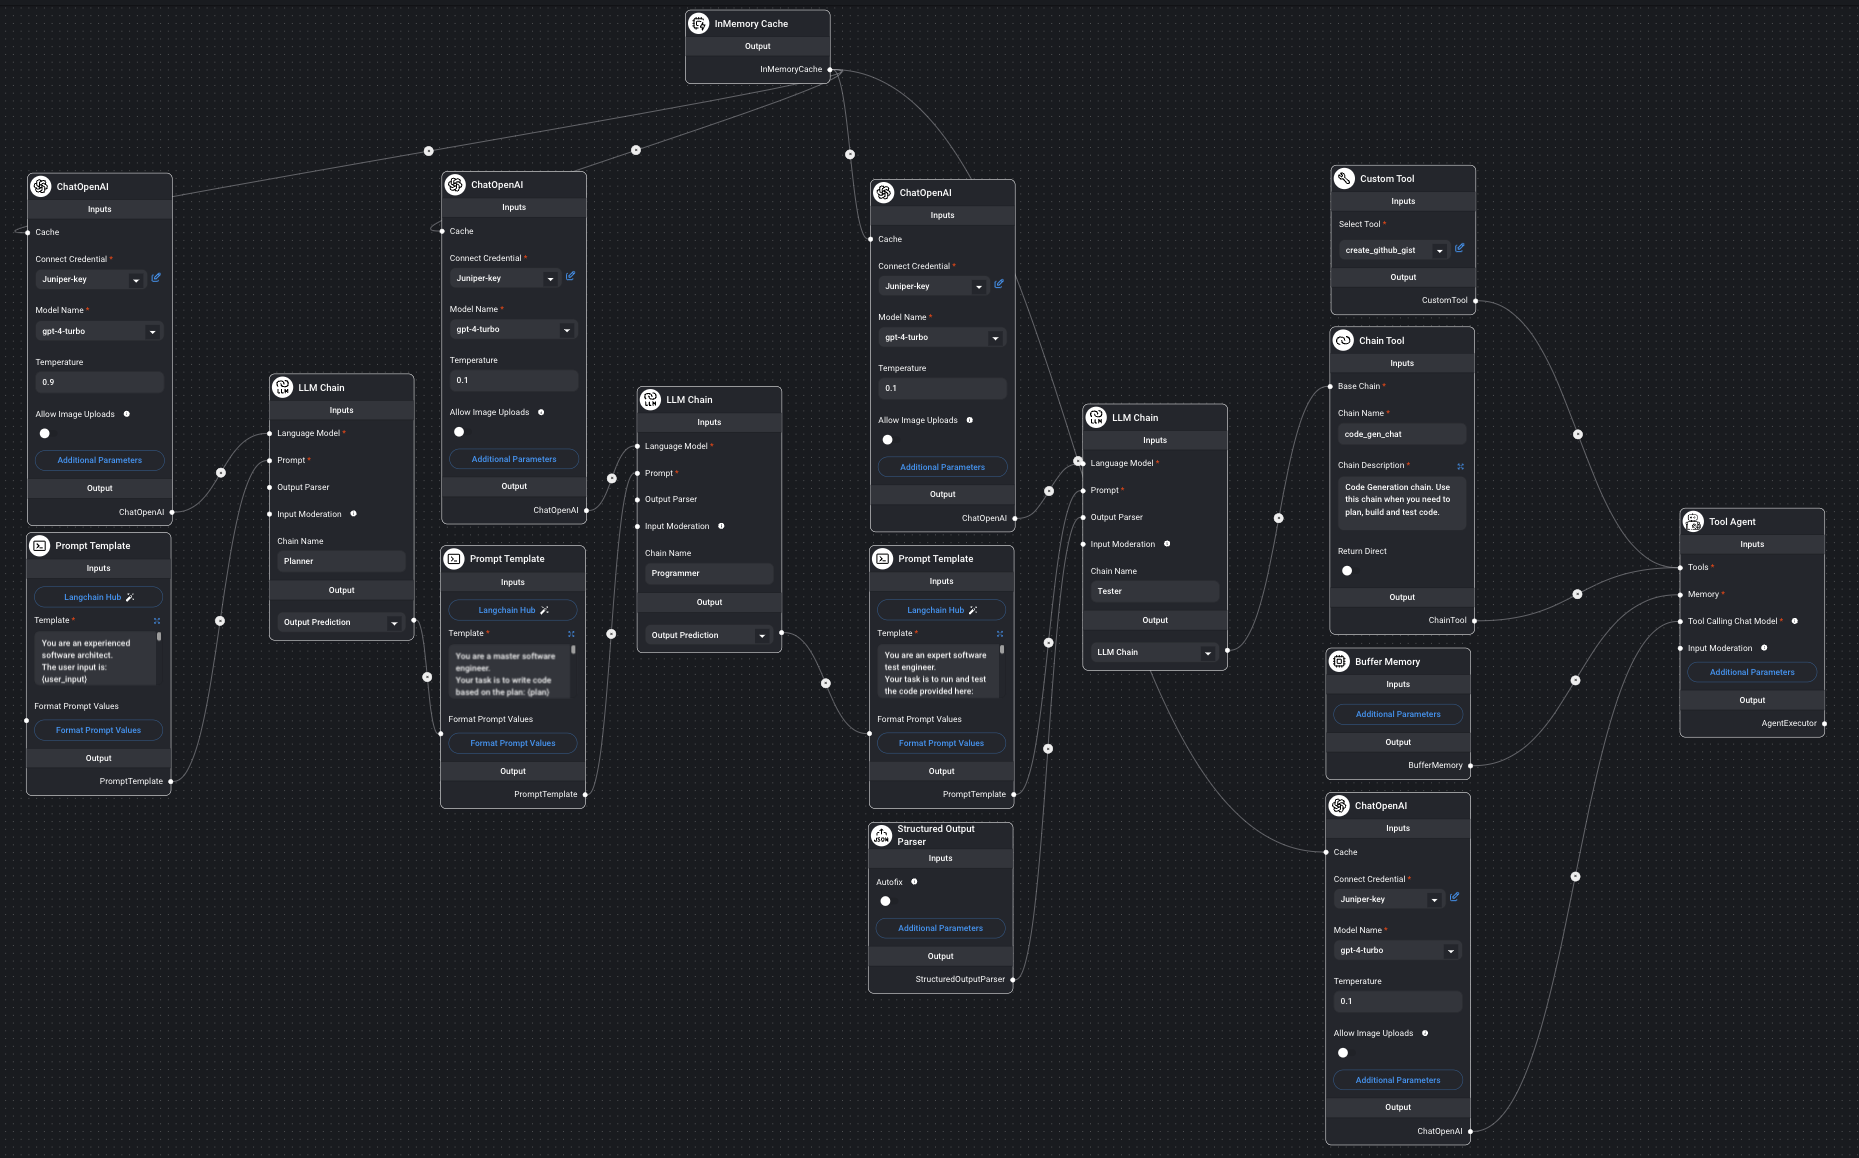 InMemory Cache
Output
InMemoryCache
ChatOpenAI
Inputs
Cache
Connect Credential *
Juniper-key
Model Name *
gpt-4-turbo
Temperature
0.9
Allow Image Uploads
Additional Parameters
Output
ChatOpenAI
Prompt Template
Inputs
Langchain Hub
Template *
You are an experienced
software architect.
The user input is:
{user_input}
Format Prompt Values
Format Prompt Values
Output
PromptTemplate
LLM Chain
Inputs
Language Model *
Prompt *
Output Parser
Input Moderation
Chain Name
Planner
Output
Output Prediction
ChatOpenAI
Inputs
Cache
Connect Credential *
Juniper-key
Model Name *
gpt-4-turbo
Temperature
0.1
Allow Image Uploads
Additional Parameters
Output
ChatOpenAI
Prompt Template
Inputs
Langchain Hub
Template *
You are a master software
engineer.
Your task is to write code
based on the plan: {plan}
Format Prompt Values
Format Prompt Values
Output
PromptTemplate
LLM Chain
Inputs
Language Model *
Prompt *
Output Parser
Input Moderation
Chain Name
Programmer
Output
Output Prediction
ChatOpenAI
Inputs
Cache
Connect Credential *
Juniper-key
Model Name *
gpt-4-turbo
Temperature
0.1
Allow Image Uploads
Additional Parameters
Output
ChatOpenAI
Prompt Template
Inputs
Langchain Hub
Template *
You are an expert software
test engineer.
Your task is to run and test
the code provided here:
Format Prompt Values
Format Prompt Values
Output
PromptTemplate
JSON
Structured Output
Parser
Inputs
Autofix
Additional Parameters
Output
StructuredOutputParser
LLM Chain
Inputs
Language Model *
Prompt *
Output Parser
Input Moderation
Chain Name
Tester
Output
LLM Chain
Custom Tool
Inputs
Select Tool *
create_github_gist
Output
CustomTool
Chain Tool
Inputs
Base Chain *
Chain Name *
code_gen_chat
Chain Description *
Code Generation chain. Use
this chain when you need to
plan, build and test code.
Return Direct
Output
ChainTool
Buffer Memory
Inputs
Additional Parameters
Output
BufferMemory
ChatOpenAI
Inputs
Cache
Connect Credential *
Juniper-key
Model Name *
gpt-4-turbo
Temperature
0.1
Allow Image Uploads
Additional Parameters
Output
ChatOpenAI
Tool Agent
Inputs
Tools *
Memory *
Tool Calling Chat Model *
Input Moderation
Additional Parameters
Output
AgentExecutor